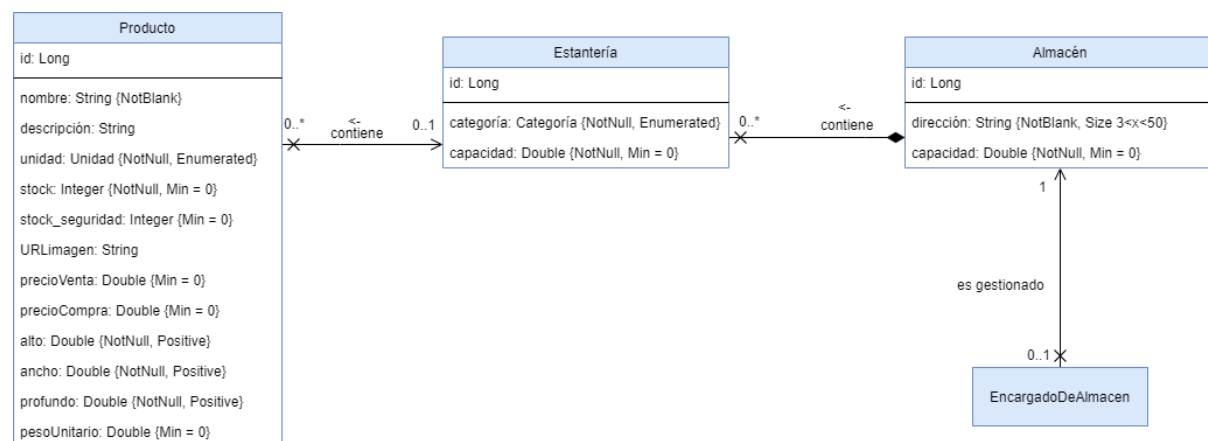 Producto
id: Long
nombre: String {NotBlank}
descripción: String
unidad: Unidad {NotNull, Enumerated}
stock: Integer {NotNull, Min = 0}
stock_seguridad: Integer {Min = 0}
URLimagen: String
precioVenta: Double {Min = 0}
precioCompra: Double {Min = 0}
alto: Double {NotNull, Positive}
ancho: Double {NotNull, Positive}
profundo: Double {NotNull, Positive}
pesoUnitario: Double {Min = 0}
0..*
<-
contiene
0..1
Estantería
id: Long
categoría: Categoría {NotNull, Enumerated}
capacidad: Double {NotNull, Min = 0}
0..*
<-
contiene
Almacén
id: Long
dirección: String {NotBlank, Size 3<x<50}
capacidad: Double {NotNull, Min = 0}
1
es gestionado
0..1
EncargadoDeAlmacen